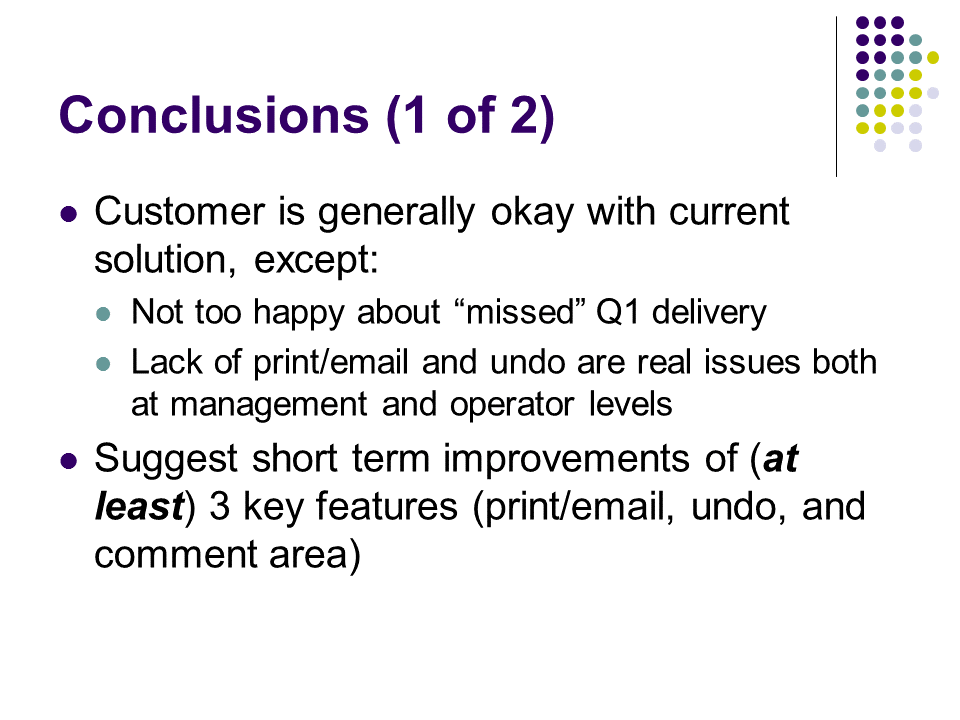 Conclusions (1 of 2)
Customer is generally okay with current
solution, except:
Not too happy about “missed” Q1 delivery
Lack of print/email and undo are real issues both
at management and operator levels
Suggest short term improvements of (at
least) 3 key features (print/email, undo, and
comment area)